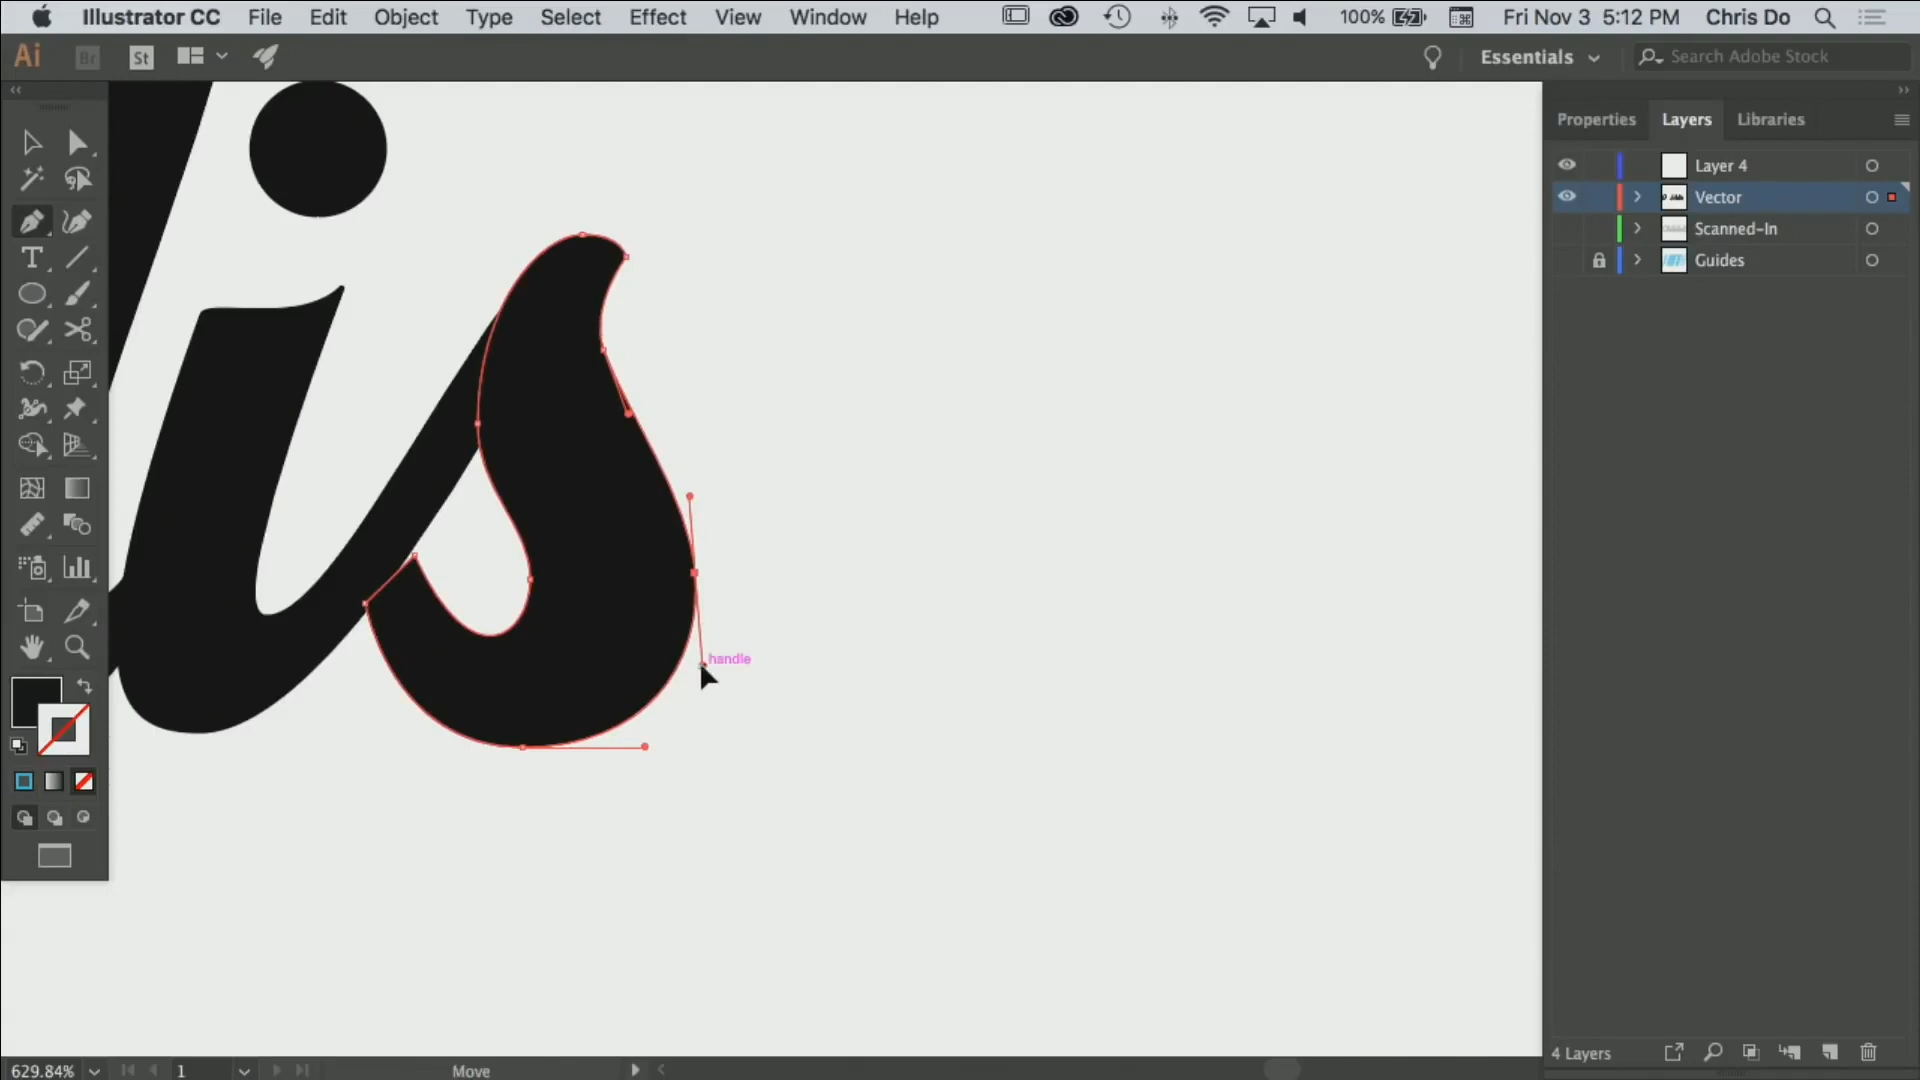 Illustrator CC File Edit Object Type Select Effect View Window Help 100% Fri Nov 3 5:12 PM Chris Do
Ai Br St Essentials Search Adobe Stock
Properties Layers Libraries
Layer 4
Vector
Scanned-In
Guides
is
handle
4 Layers
629.84% 1 Move